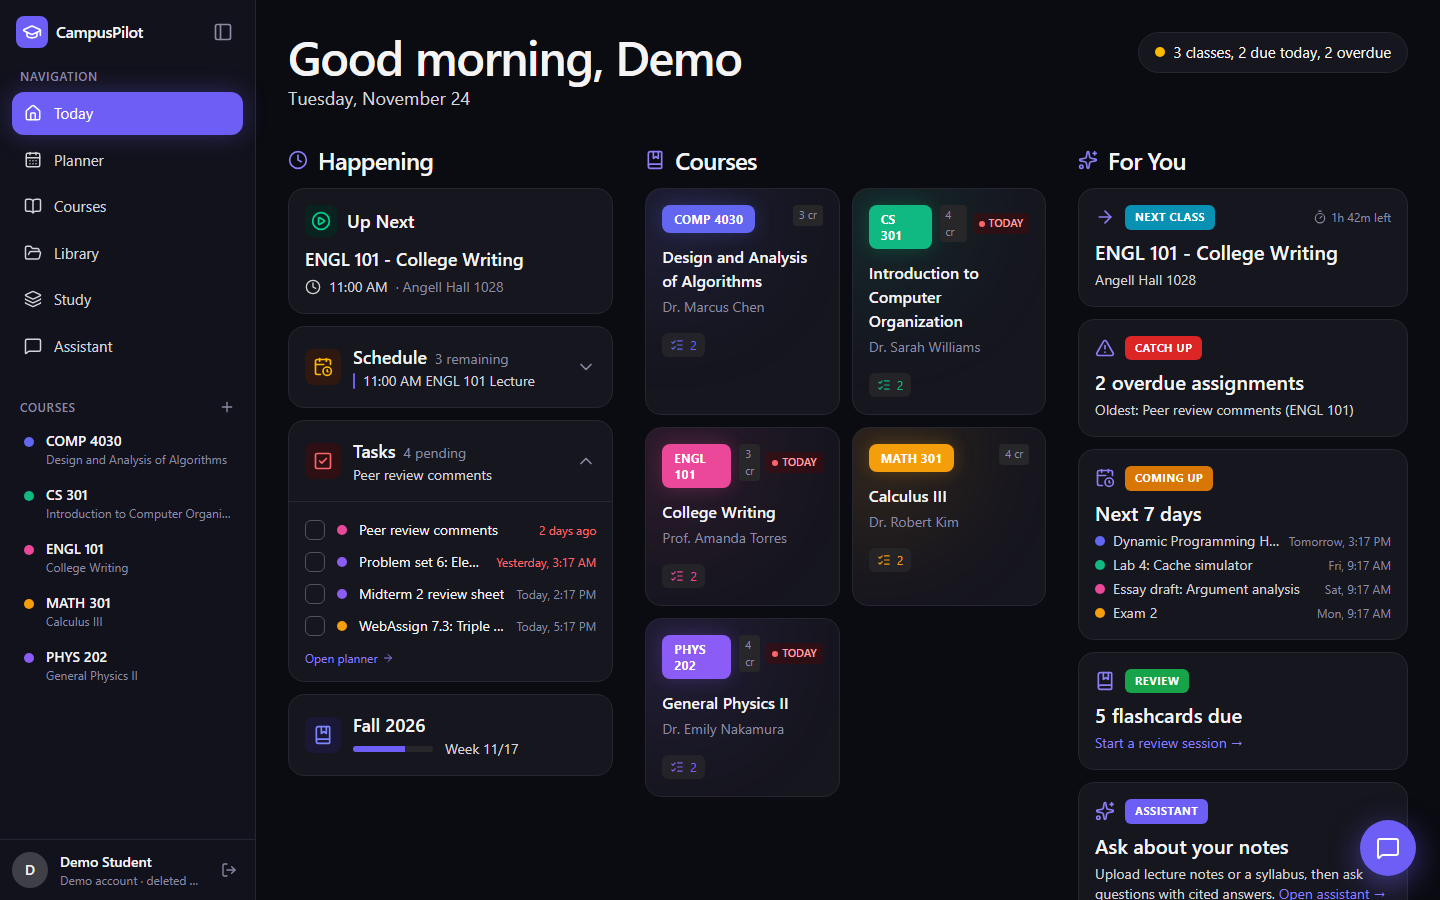 CampusPilot
NAVIGATION
Today
Planner
Courses
Library
Study
Assistant
COURSES
COMP 4030
Design and Analysis of Algorithms
CS 301
Introduction to Computer Organi...
ENGL 101
College Writing
MATH 301
Calculus III
PHYS 202
General Physics II
D
Demo Student
Demo account · deleted ...
Good morning, Demo
Tuesday, November 24
3 classes, 2 due today, 2 overdue
Happening
Up Next
ENGL 101 - College Writing
11:00 AM · Angell Hall 1028
Schedule 3 remaining
11:00 AM ENGL 101 Lecture
Tasks 4 pending
Peer review comments
Peer review comments 2 days ago
Problem set 6: Ele... Yesterday, 3:17 AM
Midterm 2 review sheet Today, 2:17 PM
WebAssign 7.3: Triple ... Today, 5:17 PM
Open planner →
Fall 2026
Week 11/17
Courses
COMP 4030
3 cr
Design and Analysis
of Algorithms
Dr. Marcus Chen
2
CS
301
4
cr
TODAY
Introduction to
Computer
Organization
Dr. Sarah Williams
2
ENGL
101
3
cr
TODAY
College Writing
Prof. Amanda Torres
2
MATH 301
4 cr
Calculus III
Dr. Robert Kim
2
PHYS
202
4
cr
TODAY
General Physics II
Dr. Emily Nakamura
2
For You
NEXT CLASS
1h 42m left
ENGL 101 - College Writing
Angell Hall 1028
CATCH UP
2 overdue assignments
Oldest: Peer review comments (ENGL 101)
COMING UP
Next 7 days
Dynamic Programming H... Tomorrow, 3:17 PM
Lab 4: Cache simulator Fri, 9:17 AM
Essay draft: Argument analysis Sat, 9:17 AM
Exam 2 Mon, 9:17 AM
REVIEW
5 flashcards due
Start a review session →
ASSISTANT
Ask about your notes
Upload lecture notes or a syllabus, then ask
questions with cited answers. Open assistant →